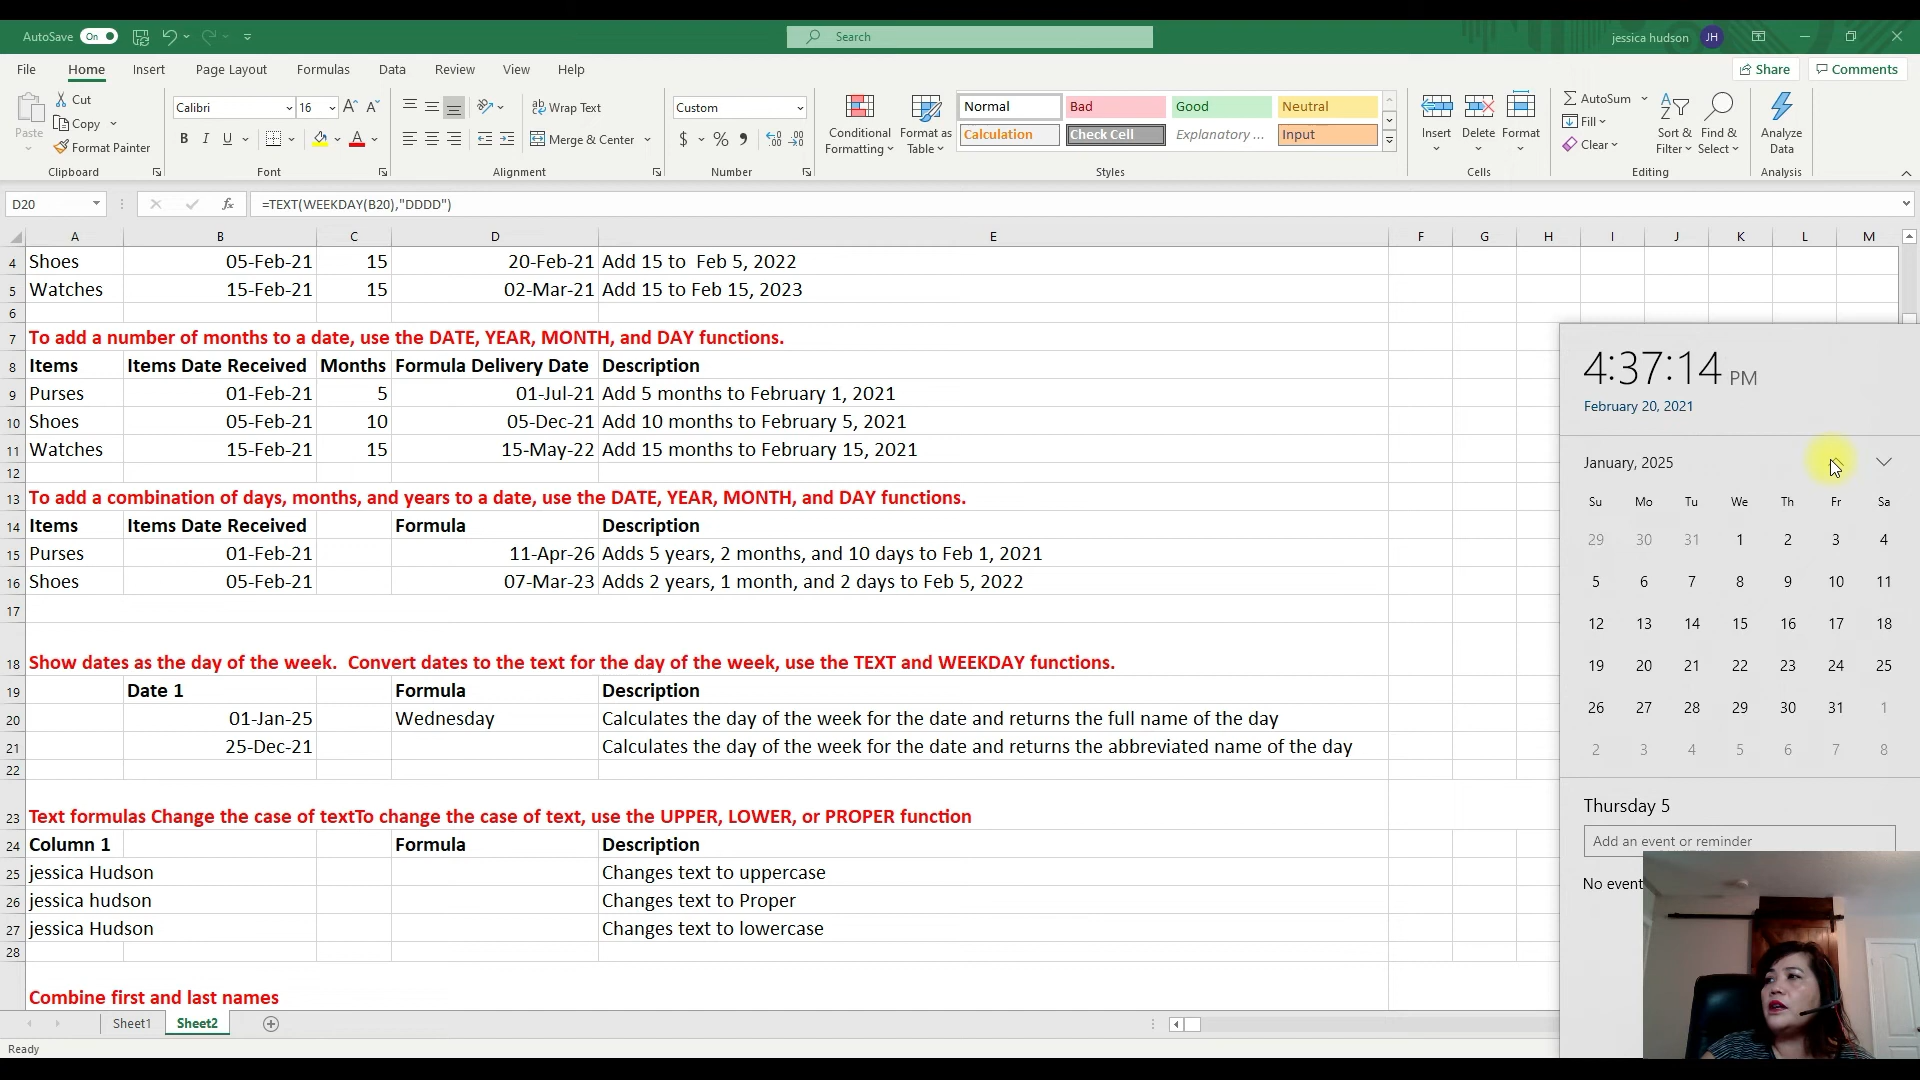 AutoSave On Search jessica hudson JH
File Home Insert Page Layout Formulas Data Review View Help Share Comments
Paste Cut Copy Format Painter Clipboard
Calibri 16 A A B I U A Font
Wrap Text Merge & Center Alignment
Custom $ % Number
Conditional Formatting Format as Table Normal Bad Good Neutral Calculation Check Cell Explanatory ... Input Styles
Insert Delete Format Cells
AutoSum Fill Clear Sort & Filter Find & Select Editing
Analyze Data Analysis
D20 fx =TEXT(WEEKDAY(B20),"DDDD")
A B C D E F G H I J K L M
4 Shoes 05-Feb-21 15 20-Feb-21 Add 15 to  Feb 5, 2022
5 Watches 15-Feb-21 15 02-Mar-21 Add 15 to Feb 15, 2023
6
7 To add a number of months to a date, use the DATE, YEAR, MONTH, and DAY functions.
8 Items Items Date Received Months Formula Delivery Date Description
9 Purses 01-Feb-21 5 01-Jul-21 Add 5 months to February 1, 2021
10 Shoes 05-Feb-21 10 05-Dec-21 Add 10 months to February 5, 2021
11 Watches 15-Feb-21 15 15-May-22 Add 15 months to February 15, 2021
12
13 To add a combination of days, months, and years to a date, use the DATE, YEAR, MONTH, and DAY functions.
14 Items Items Date Received Formula Description
15 Purses 01-Feb-21 11-Apr-26 Adds 5 years, 2 months, and 10 days to Feb 1, 2021
16 Shoes 05-Feb-21 07-Mar-23 Adds 2 years, 1 month, and 2 days to Feb 5, 2022
17
18 Show dates as the day of the week.  Convert dates to the text for the day of the week, use the TEXT and WEEKDAY functions.
19 Date 1 Formula Description
20 01-Jan-25 Wednesday Calculates the day of the week for the date and returns the full name of the day
21 25-Dec-21 Calculates the day of the week for the date and returns the abbreviated name of the day
22
23 Text formulas Change the case of textTo change the case of text, use the UPPER, LOWER, or PROPER function
24 Column 1 Formula Description
25 jessica Hudson Changes text to uppercase
26 jessica hudson Changes text to Proper
27 jessica Hudson Changes text to lowercase
28
Combine first and last names
Sheet1 Sheet2
Ready
4:37:14 PM
February 20, 2021
January, 2025
Su Mo Tu We Th Fr Sa
29 30 31 1 2 3 4
5 6 7 8 9 10 11
12 13 14 15 16 17 18
19 20 21 22 23 24 25
26 27 28 29 30 31 1
2 3 4 5 6 7 8
Thursday 5
Add an event or reminder
No event